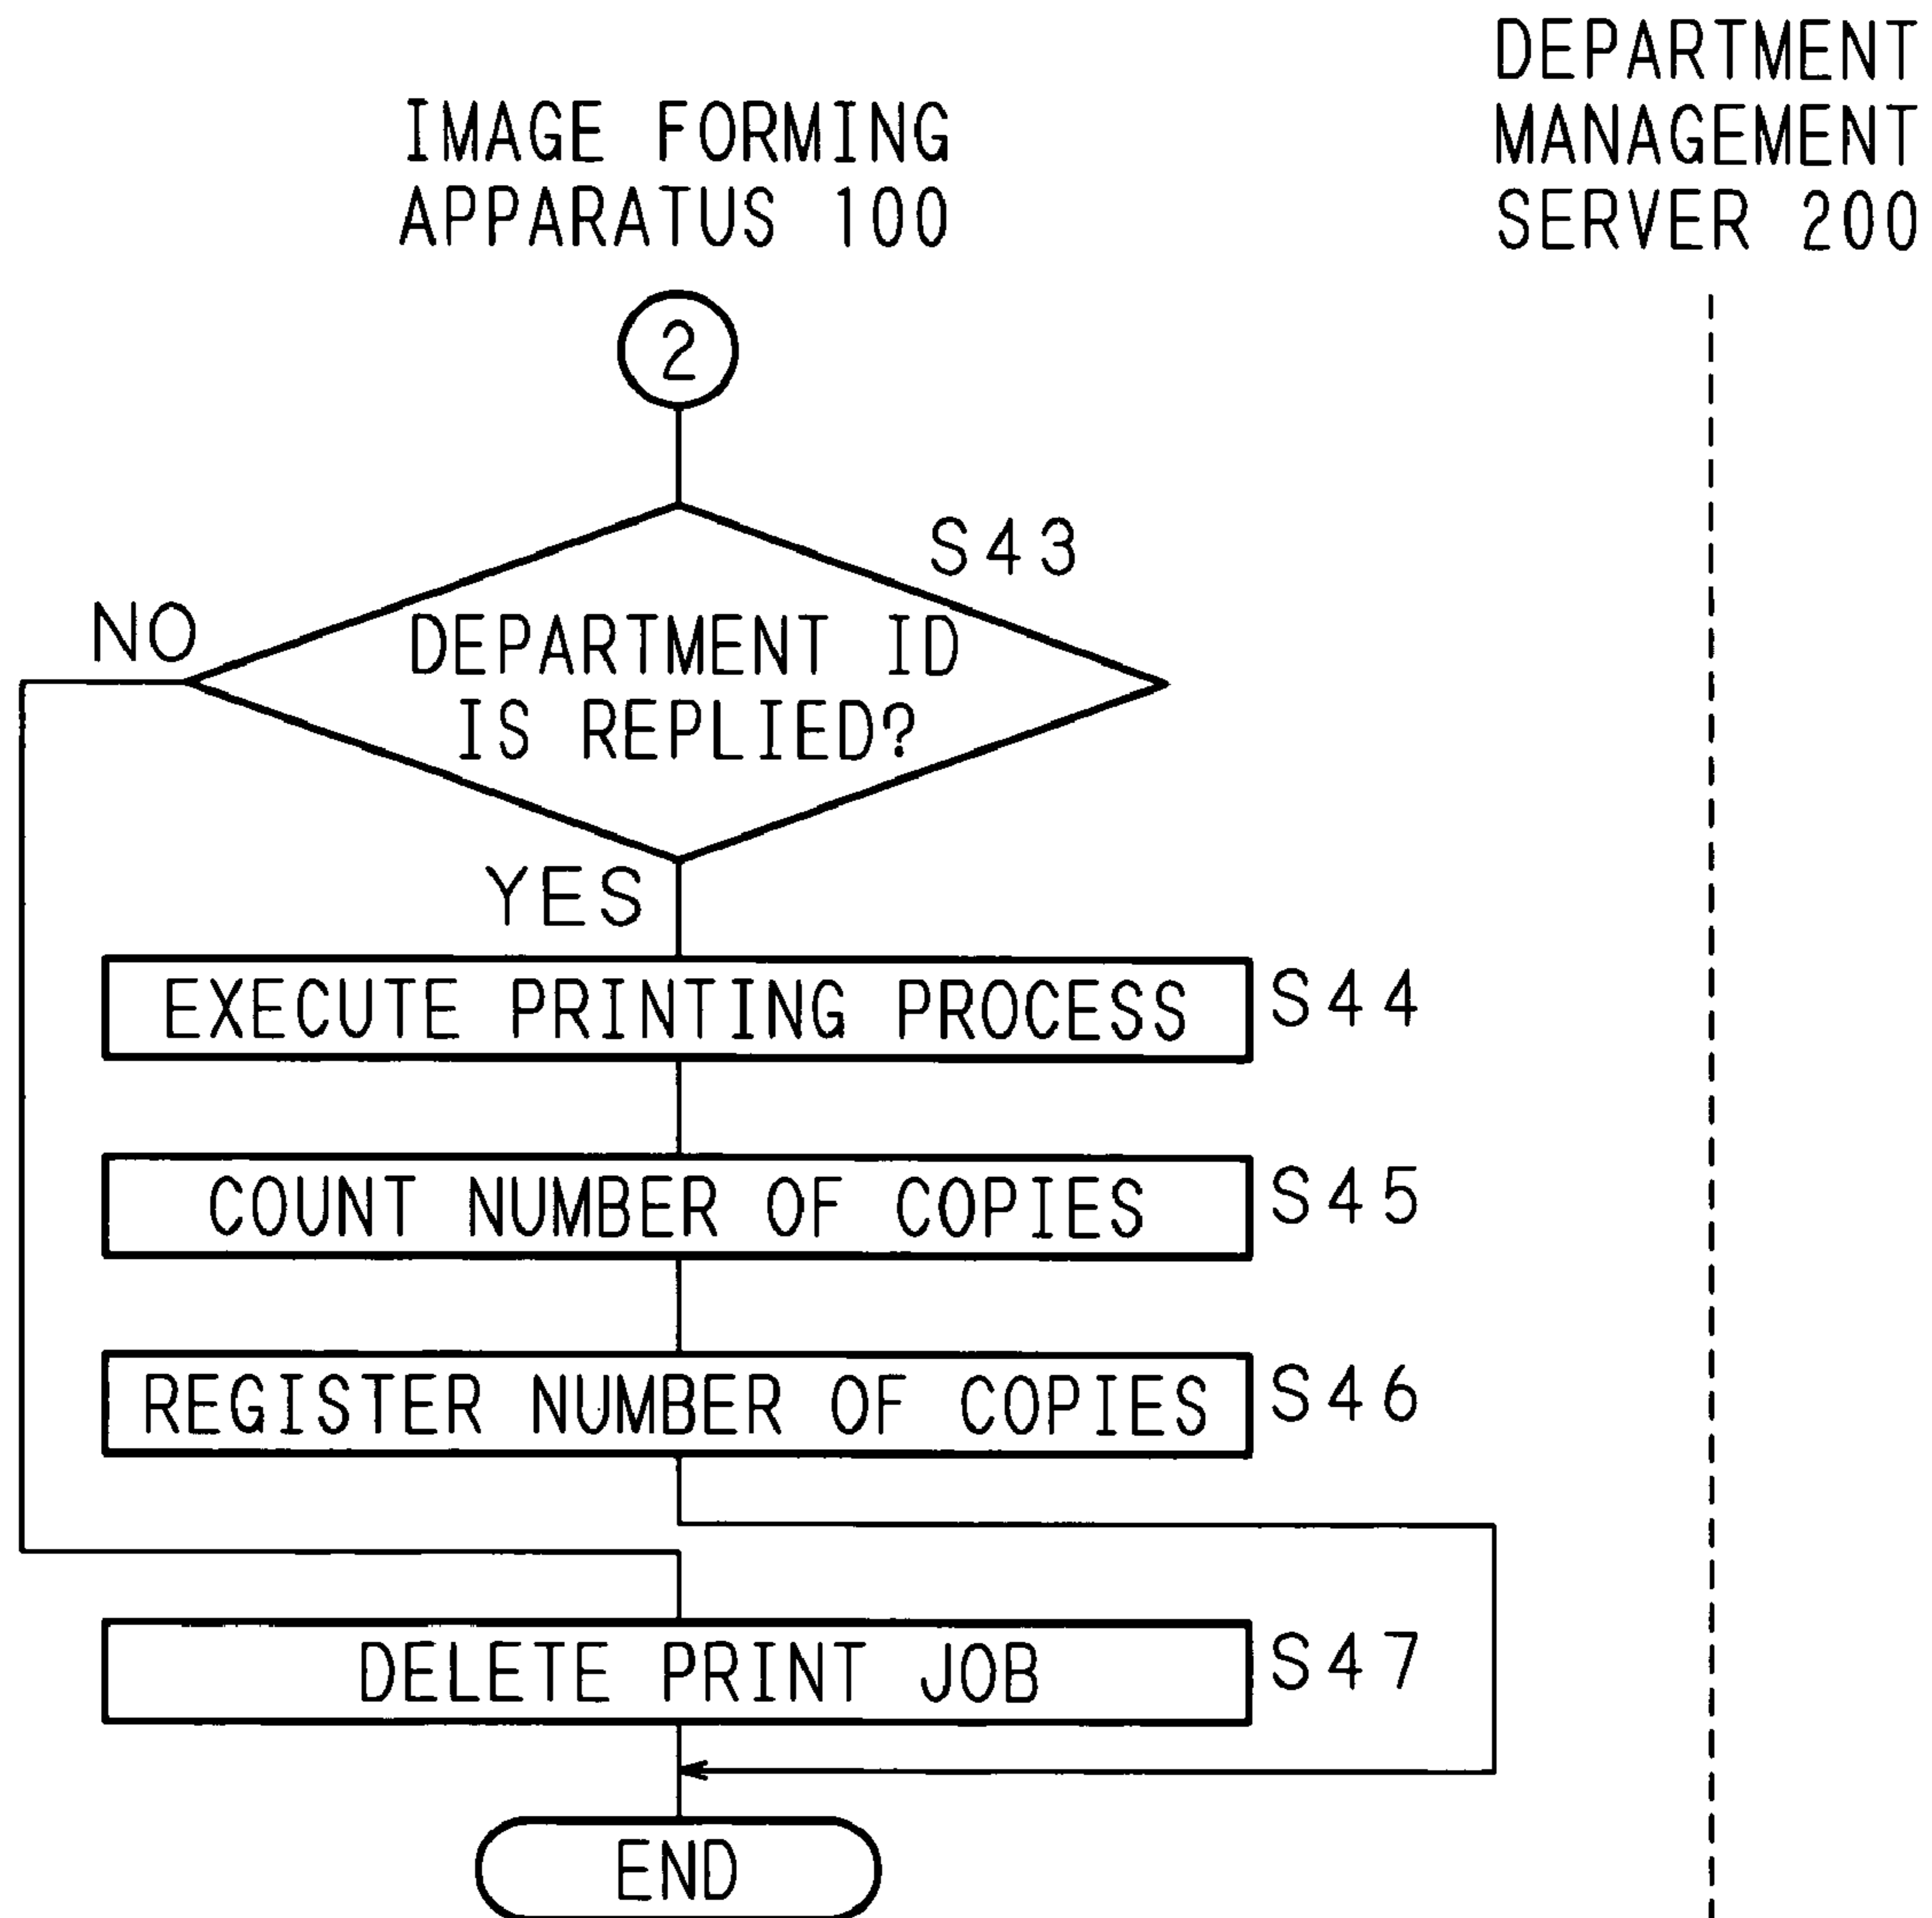 IMAGE FORMING
APPARATUS 100
DEPARTMENT
MANAGEMENT
SERVER 200
2
S43
NO
DEPARTMENT ID
IS REPLIED?
YES
EXECUTE PRINTING PROCESS S44
COUNT NUMBER OF COPIES S45
REGISTER NUMBER OF COPIES S46
DELETE PRINT JOB S47
END